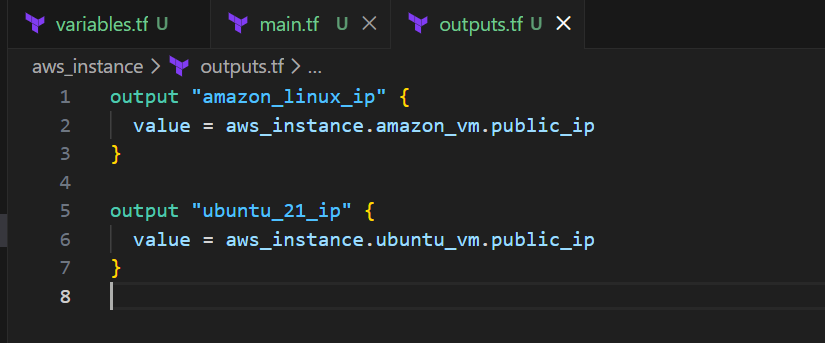 variables.tf U main.tf U outputs.tf U
aws_instance > outputs.tf > ...
1 output "amazon_linux_ip" {
2 value = aws_instance.amazon_vm.public_ip
3 }
4
5 output "ubuntu_21_ip" {
6 value = aws_instance.ubuntu_vm.public_ip
7 }
8